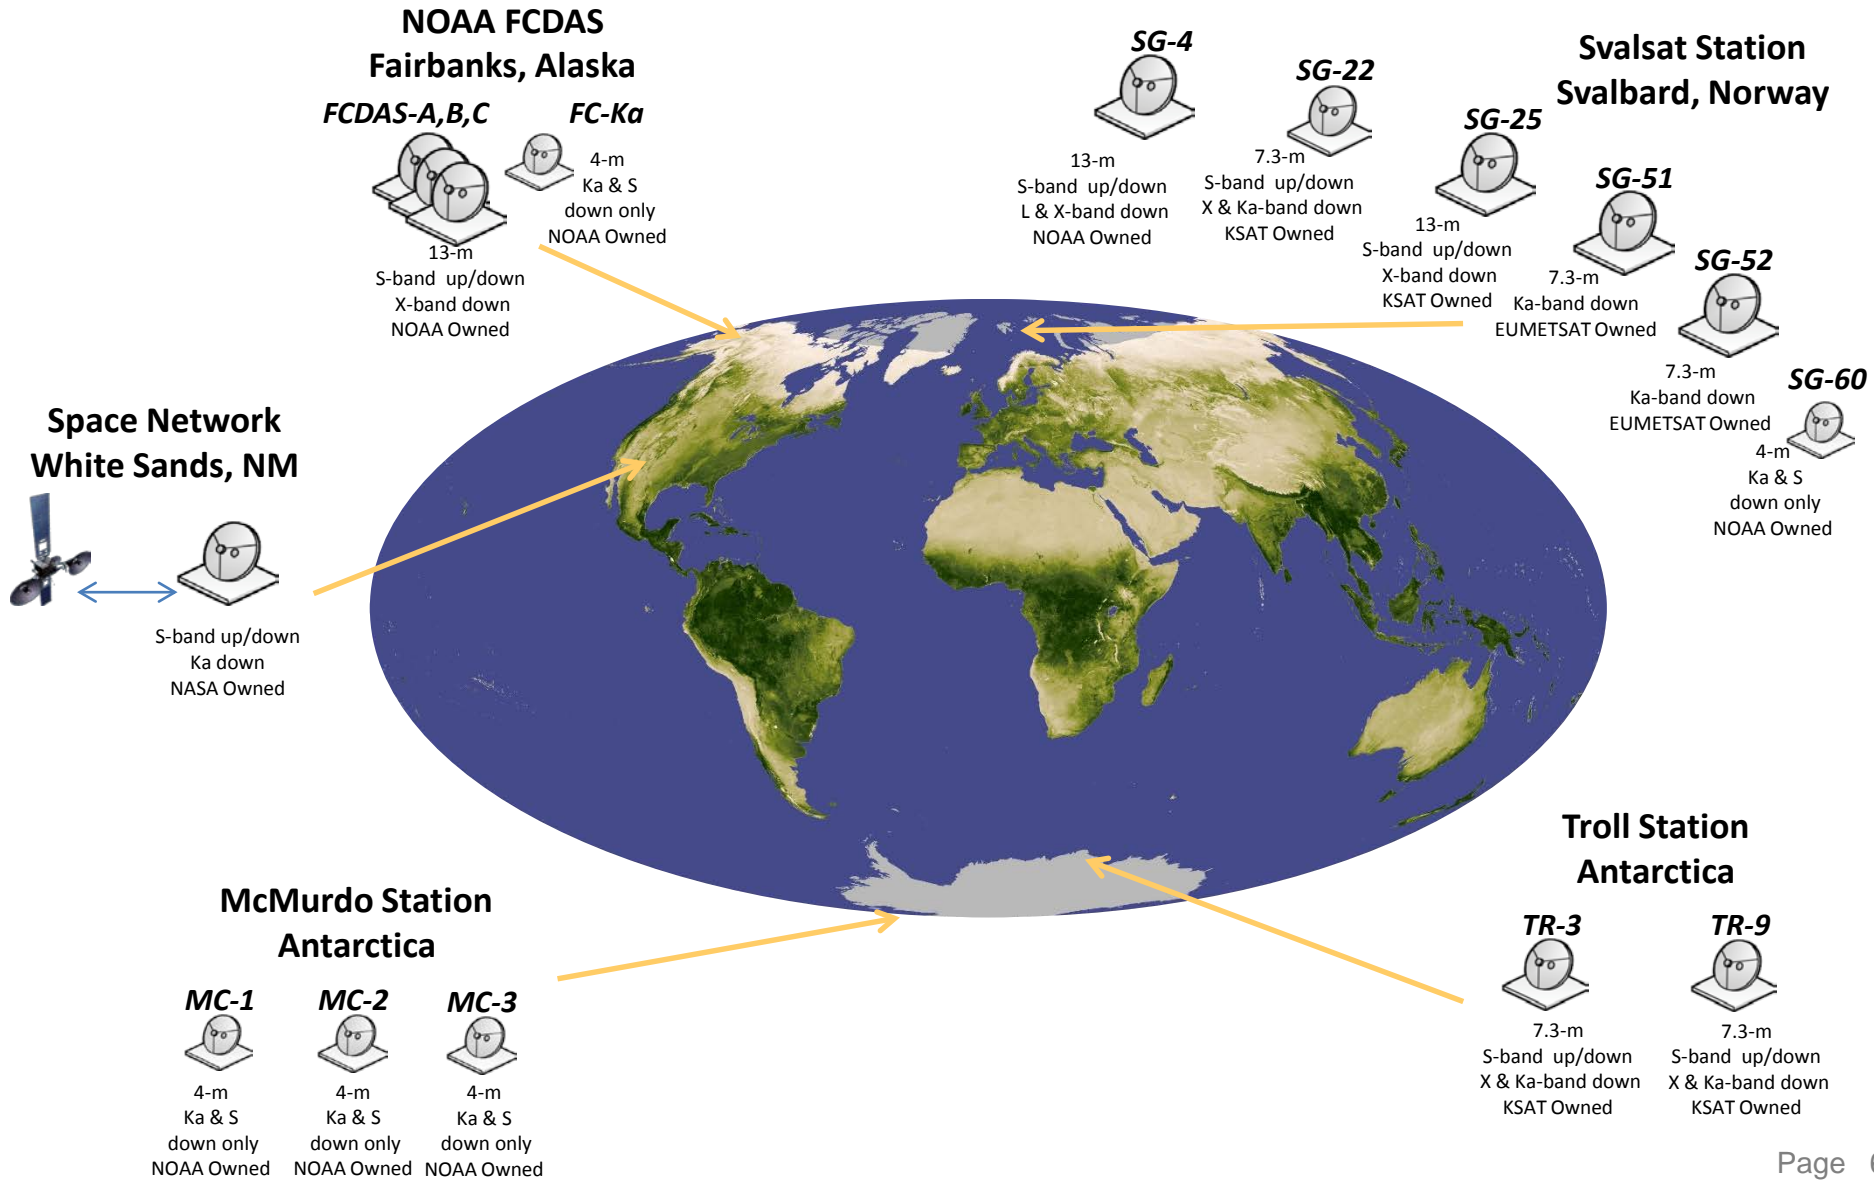 NOAA FCDAS
Fairbanks, Alaska
FCDAS-A,B,C
13-m
S-band up/down
X-band down
NOAA Owned
FC-Ka
4-m
Ka & S
down only
NOAA Owned
SG-4
13-m
S-band up/down
L & X-band down
NOAA Owned
SG-22
7.3-m
S-band up/down
X & Ka-band down
KSAT Owned
Svalsat Station
Svalbard, Norway
SG-25
13-m
S-band up/down
X-band down
KSAT Owned
SG-51
7.3-m
Ka-band down
EUMETSAT Owned
SG-52
7.3-m
Ka-band down
EUMETSAT Owned
SG-60
4-m
Ka & S
down only
NOAA Owned
Space Network
White Sands, NM
S-band up/down
Ka down
NASA Owned
McMurdo Station
Antarctica
MC-1
4-m
Ka & S
down only
NOAA Owned
MC-2
4-m
Ka & S
down only
NOAA Owned
MC-3
4-m
Ka & S
down only
NOAA Owned
Troll Station
Antarctica
TR-3
7.3-m
S-band up/down
X & Ka-band down
KSAT Owned
TR-9
7.3-m
S-band up/down
X & Ka-band down
KSAT Owned
Page 6